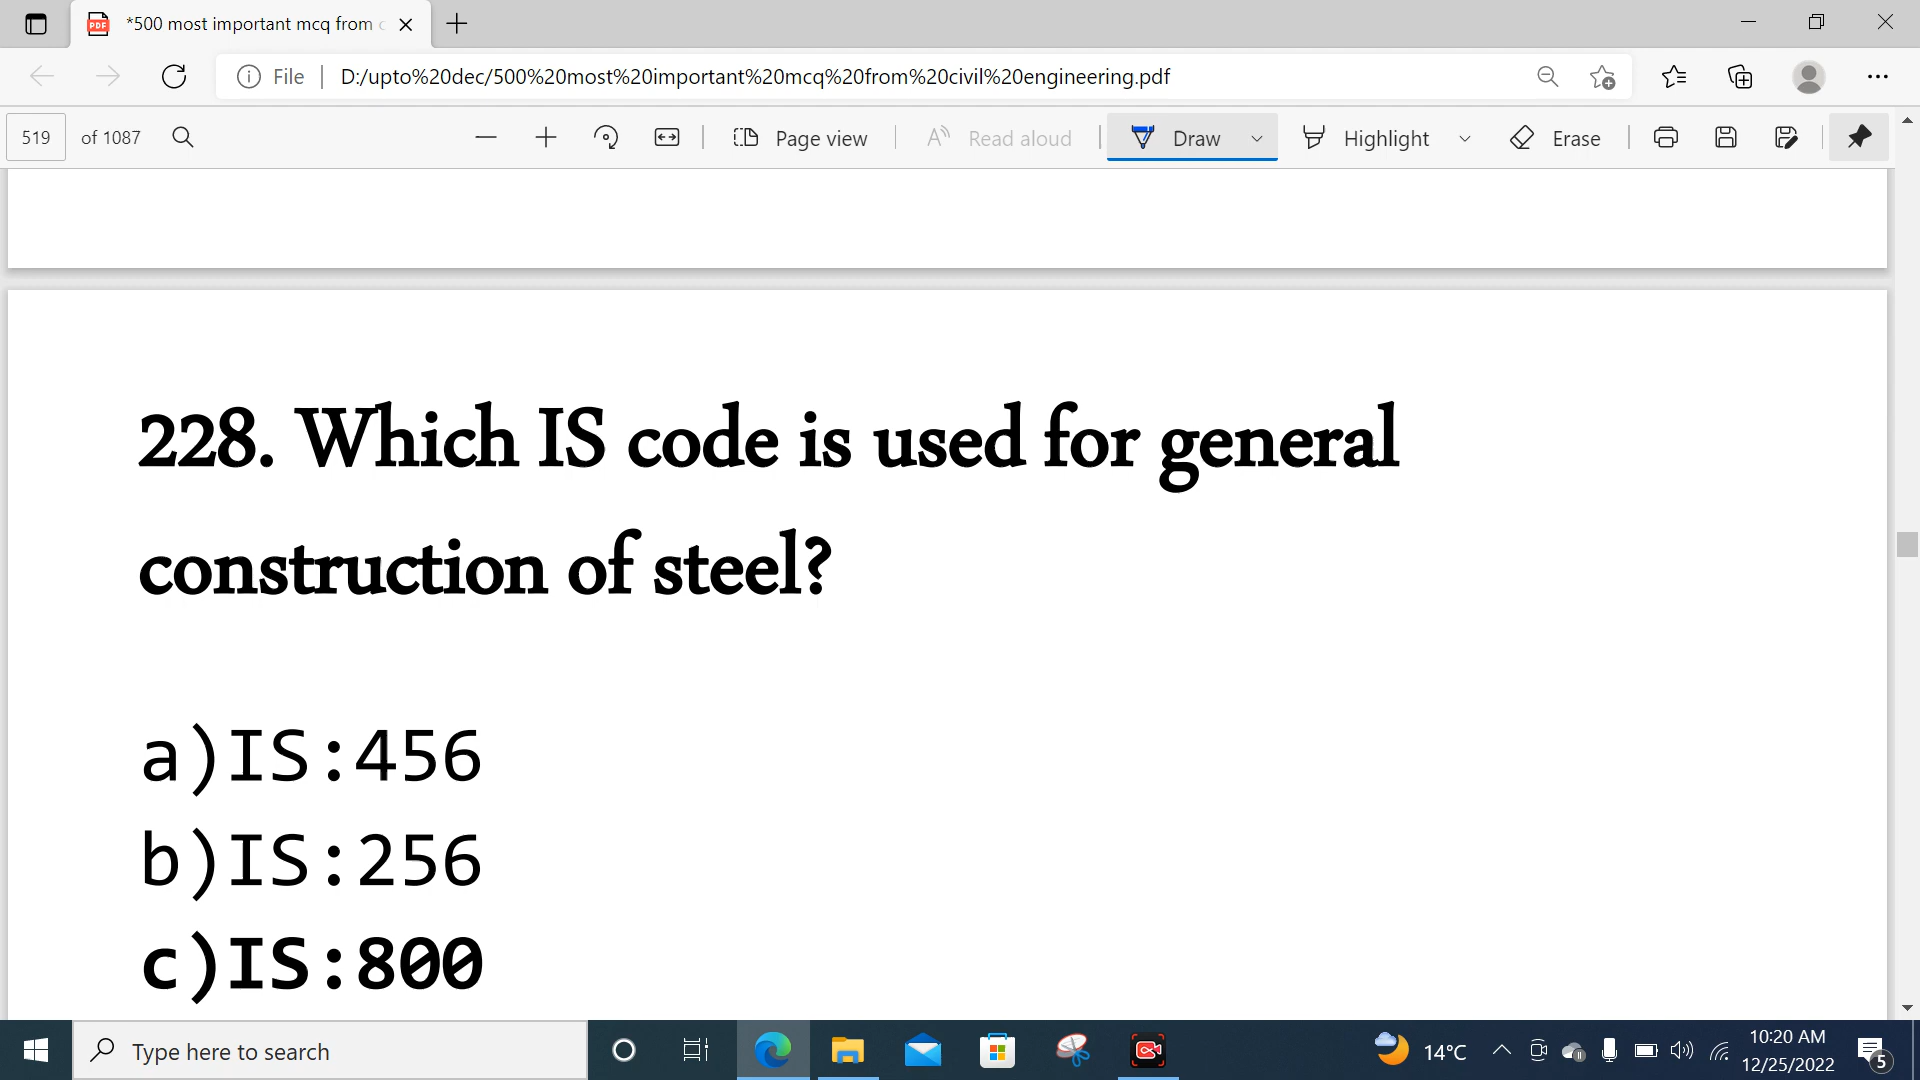 *500 most important mcq from c
File
D:/upto%20dec/500%20most%20important%20mcq%20from%20civil%20engineering.pdf
519 of 1087
Page view
Read aloud
Draw
Highlight
Erase
228. Which IS code is used for general
construction of steel?
a)IS:456
b)IS:256
c)IS:800
Type here to search
14°C
10:20 AM
12/25/2022
5